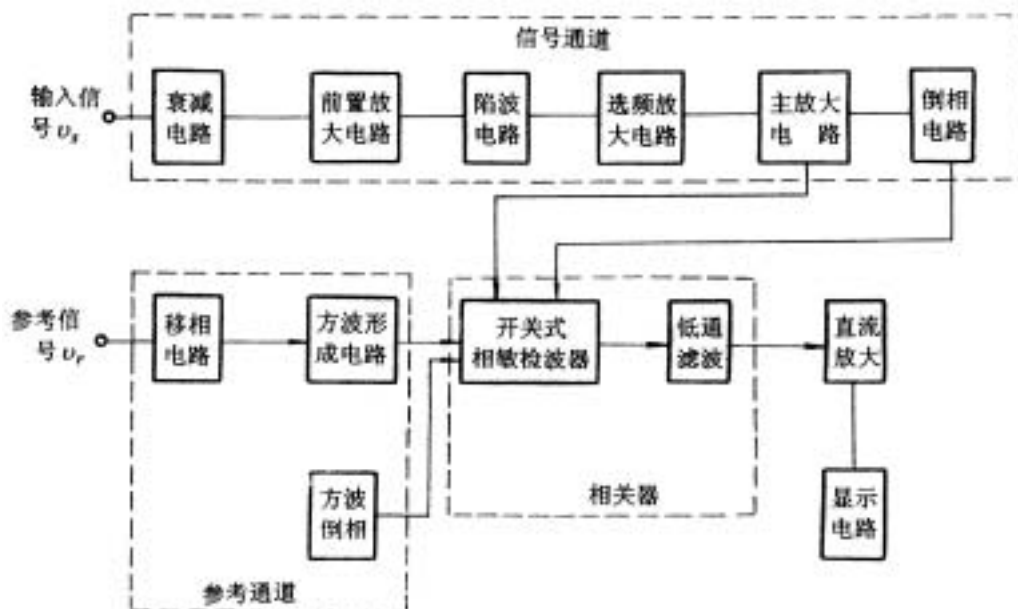 信号通道
输入信
号 υs
衰减
电路
前置放
大电路
陷波
电路
选频放
大电路
主放大
电 路
倒相
电路
参考信
号 υr
移相
电路
方波形
成电路
开关式
相敏检波器
低通
滤波
直流
放大
方波
倒相
相关器
显示
电路
参考通道